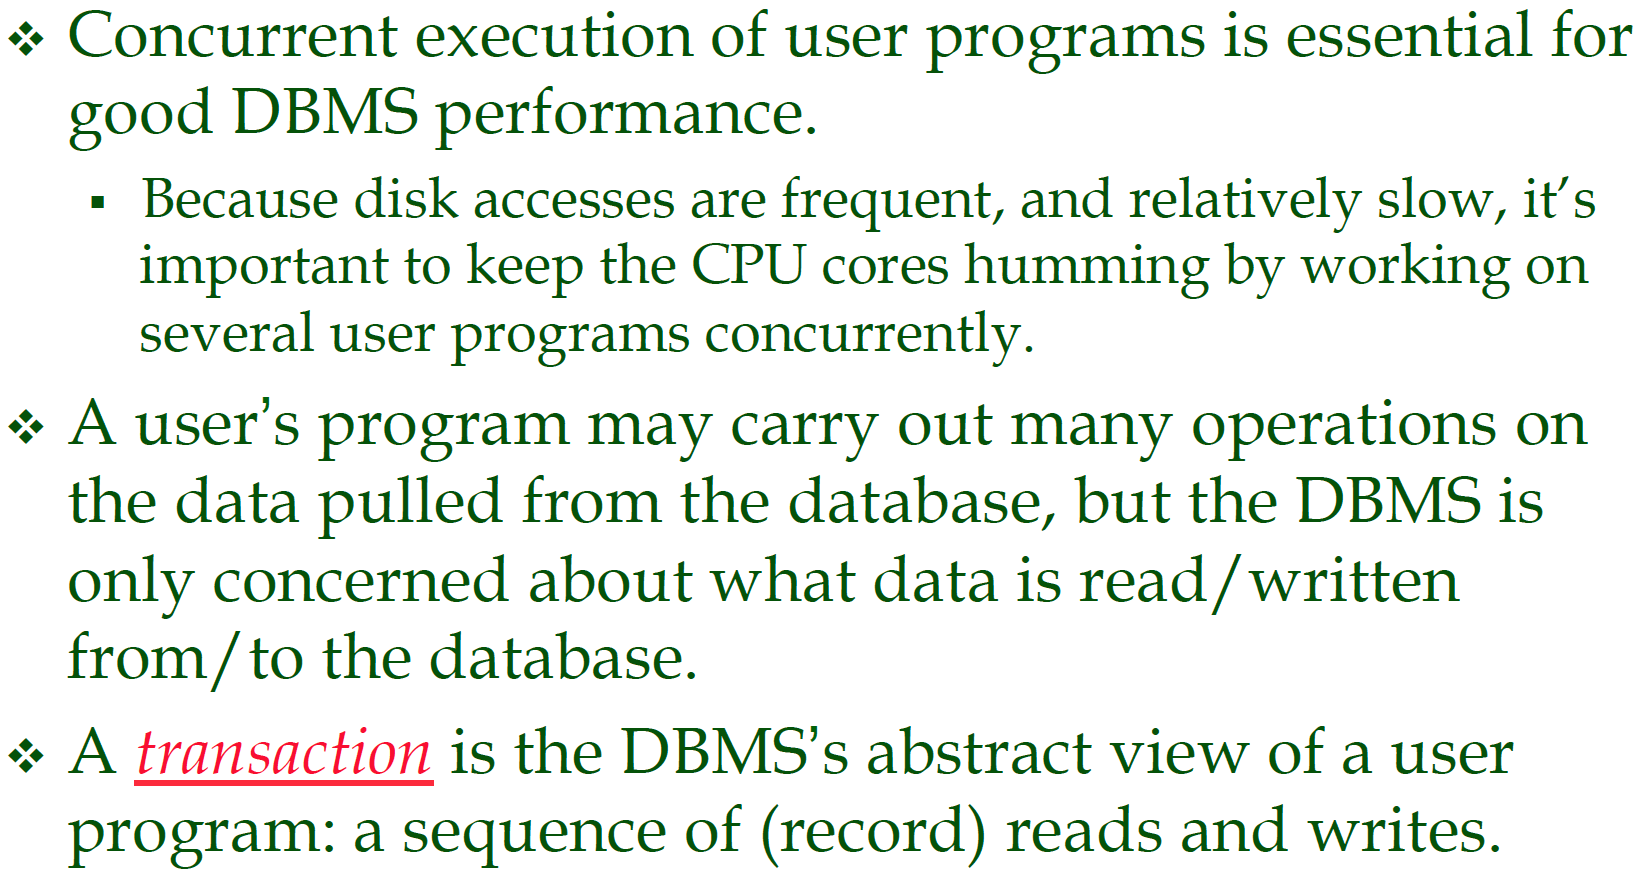 ❖ Concurrent execution of user programs is essential for
good DBMS performance.
▪ Because disk accesses are frequent, and relatively slow, it’s
important to keep the CPU cores humming by working on
several user programs concurrently.
❖ A user’s program may carry out many operations on
the data pulled from the database, but the DBMS is
only concerned about what data is read/written
from/to the database.
❖ A transaction is the DBMS’s abstract view of a user
program: a sequence of (record) reads and writes.